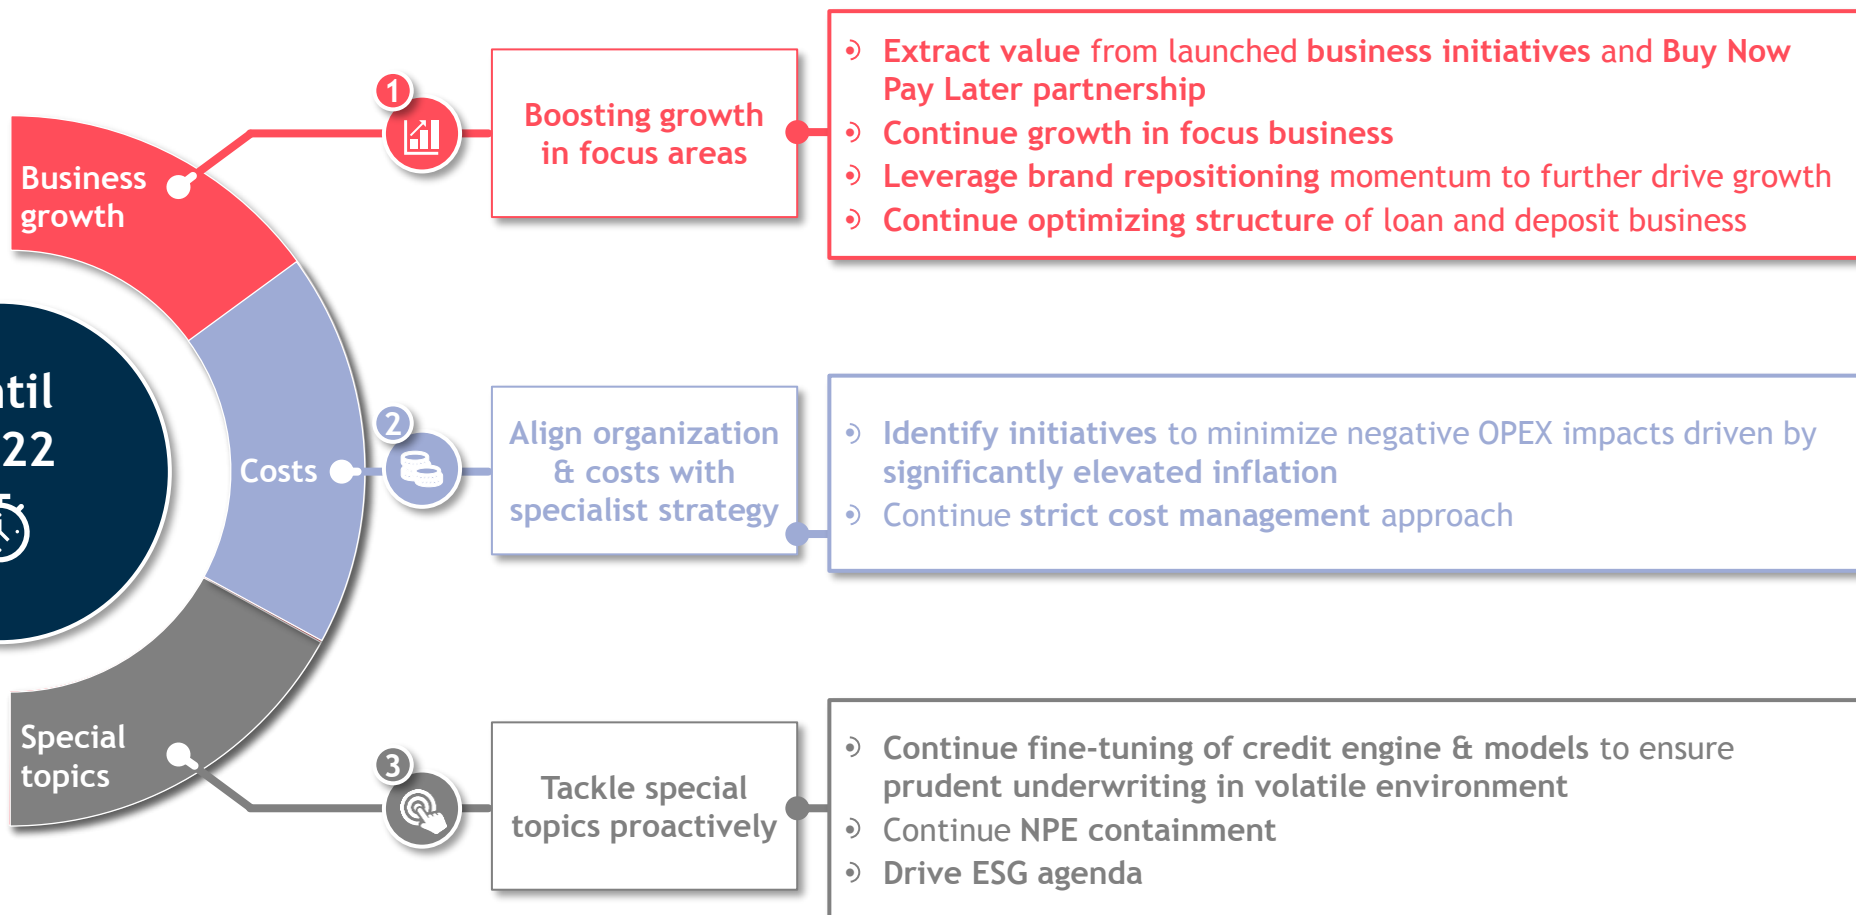 Business
growth
1
Boosting growth
in focus areas
Extract value from launched business initiatives and Buy Now
Pay Later partnership
Continue growth in focus business
Leverage brand repositioning momentum to further drive growth
Continue optimizing structure of loan and deposit business
22
Costs
2
Align organization
& costs with
specialist strategy
Identify initiatives to minimize negative OPEX impacts driven by
significantly elevated inflation
Continue strict cost management approach
Special
topics
3
Tackle special
topics proactively
Continue fine-tuning of credit engine & models to ensure
prudent underwriting in volatile environment
Continue NPE containment
Drive ESG agenda